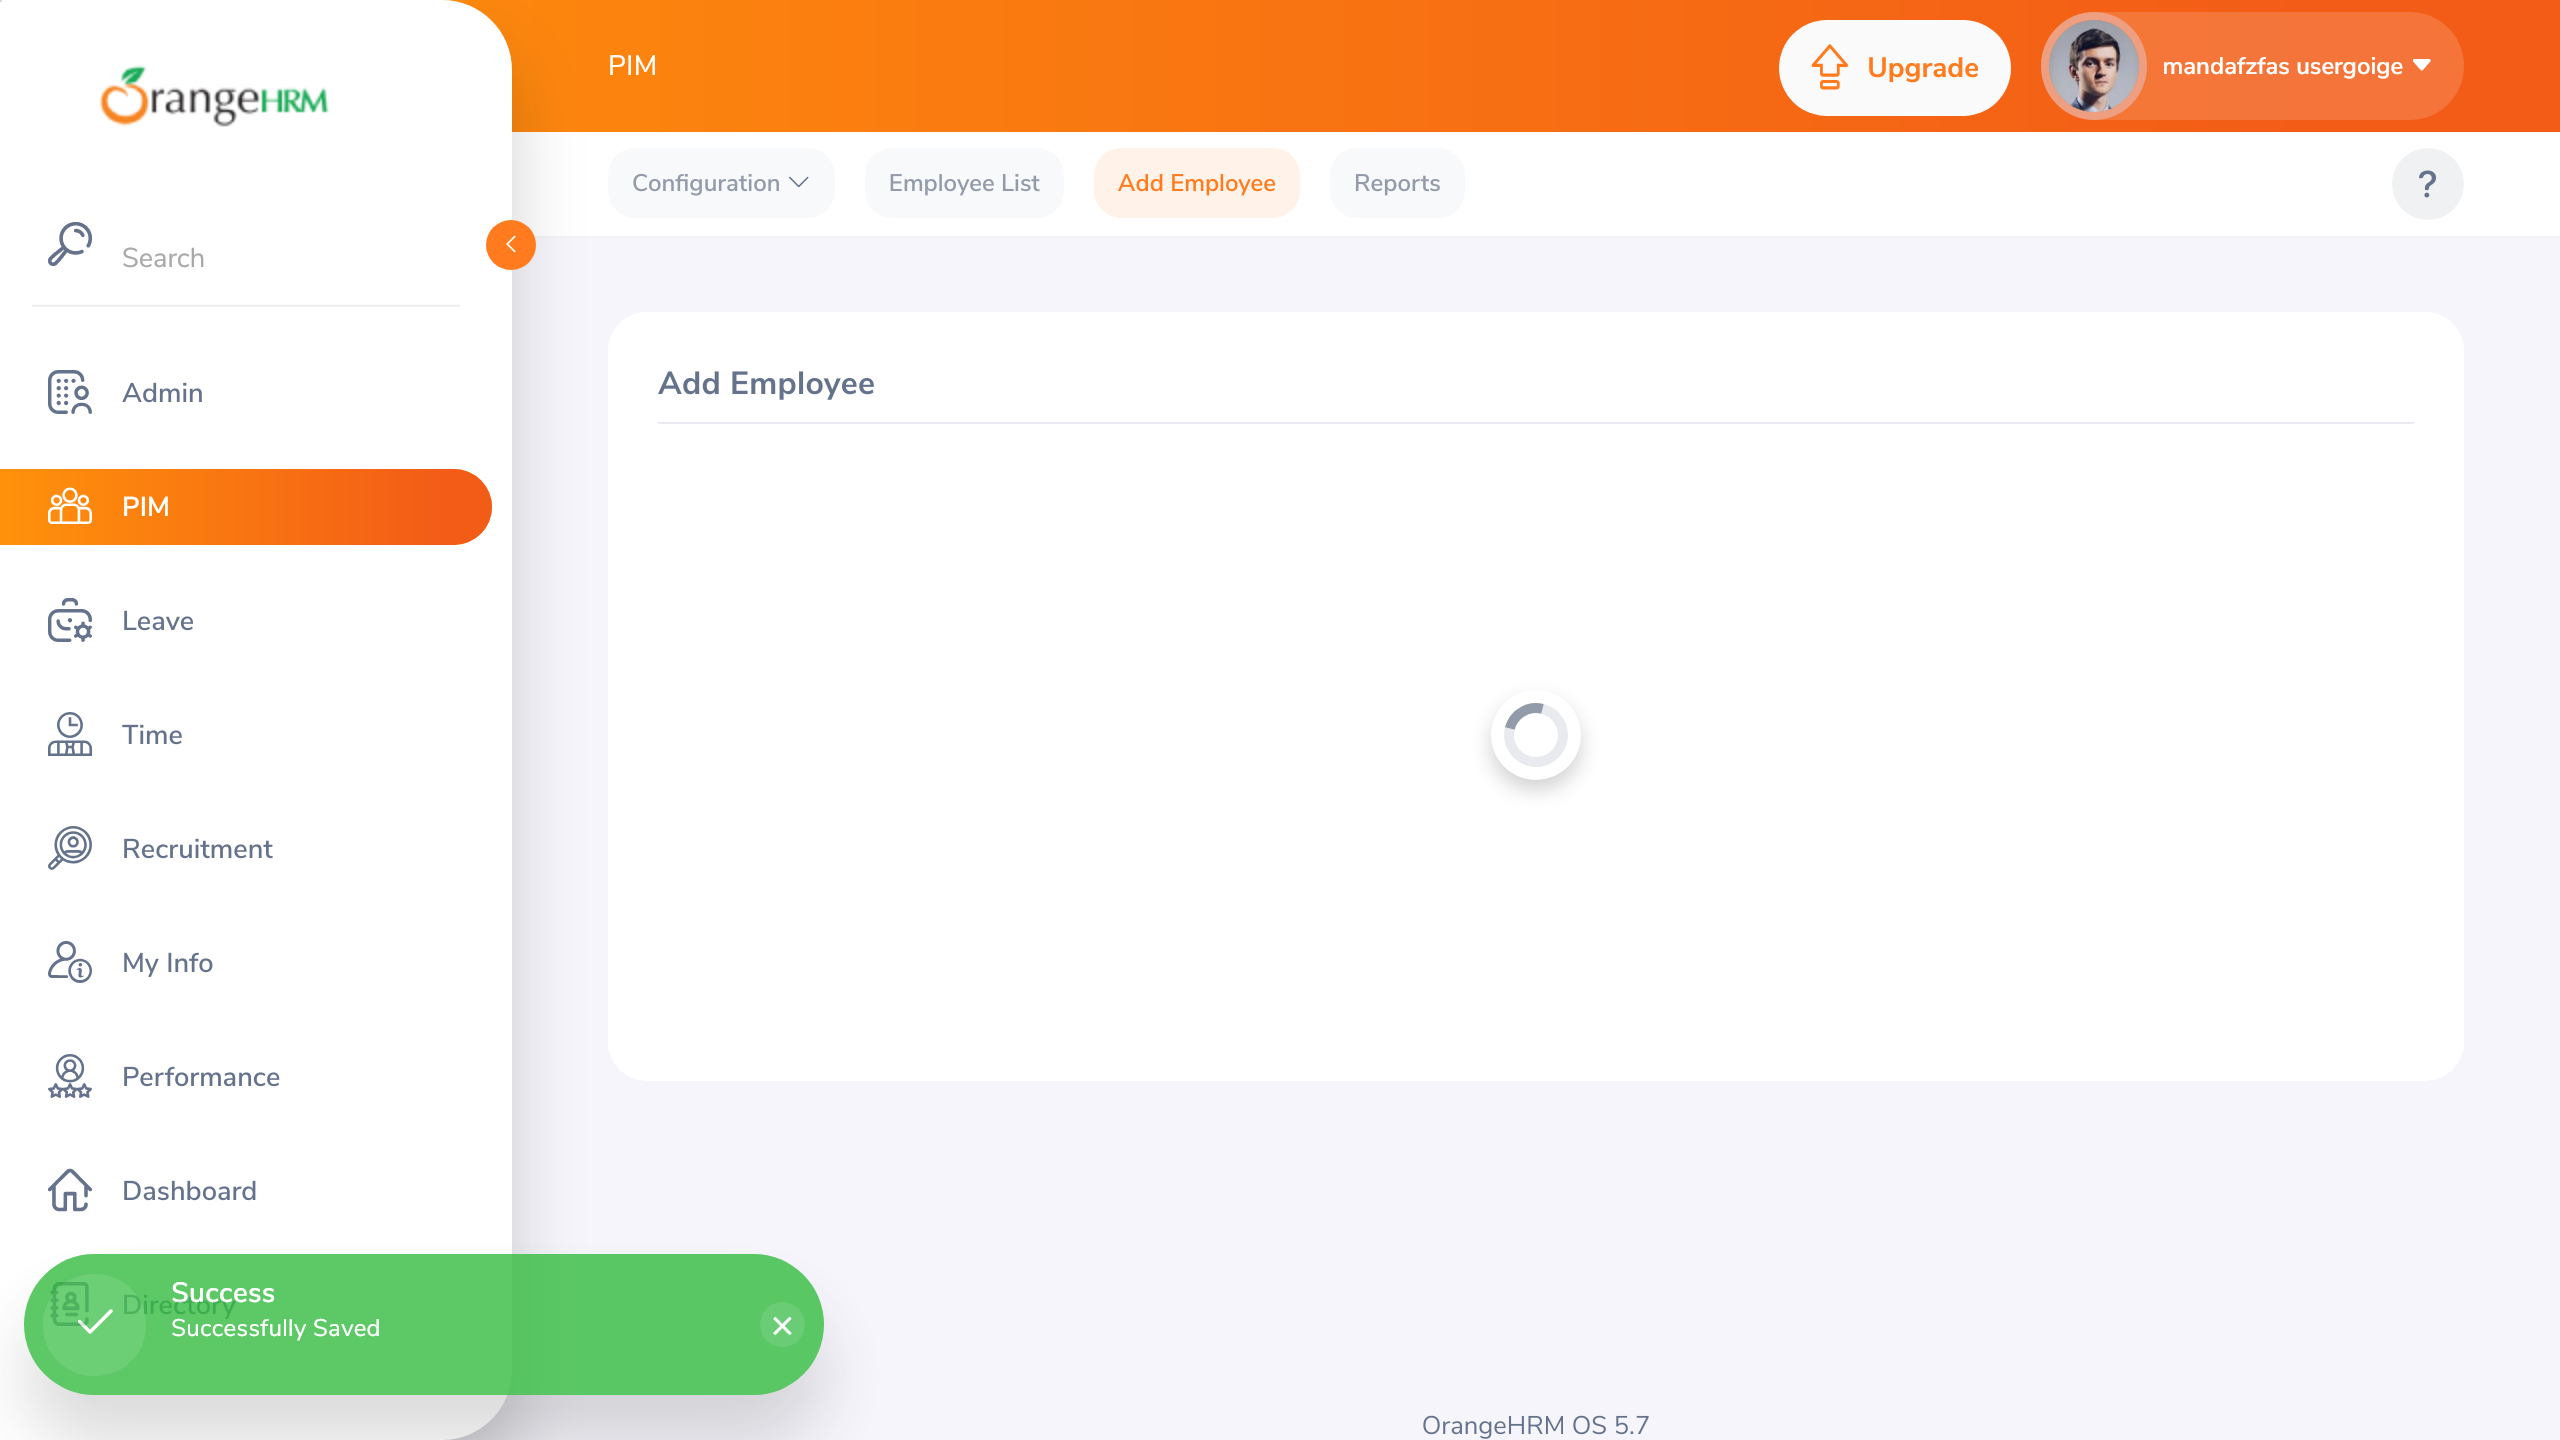 OrangeHRM
PIM
Upgrade
mandafzfas usergoige
Configuration
Employee List
Add Employee
Reports
?
Search
Admin
PIM
Leave
Time
Recruitment
My Info
Performance
Dashboard
Directory
Add Employee
Success
Successfully Saved
OrangeHRM OS 5.7